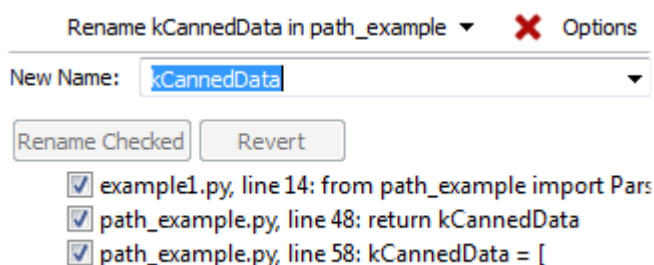 Rename kCannedData in path_example Options
New Name: kCannedData
Rename Checked Revert
example1.py, line 14: from path_example import Pars
path_example.py, line 48: return kCannedData
path_example.py, line 58: kCannedData = [